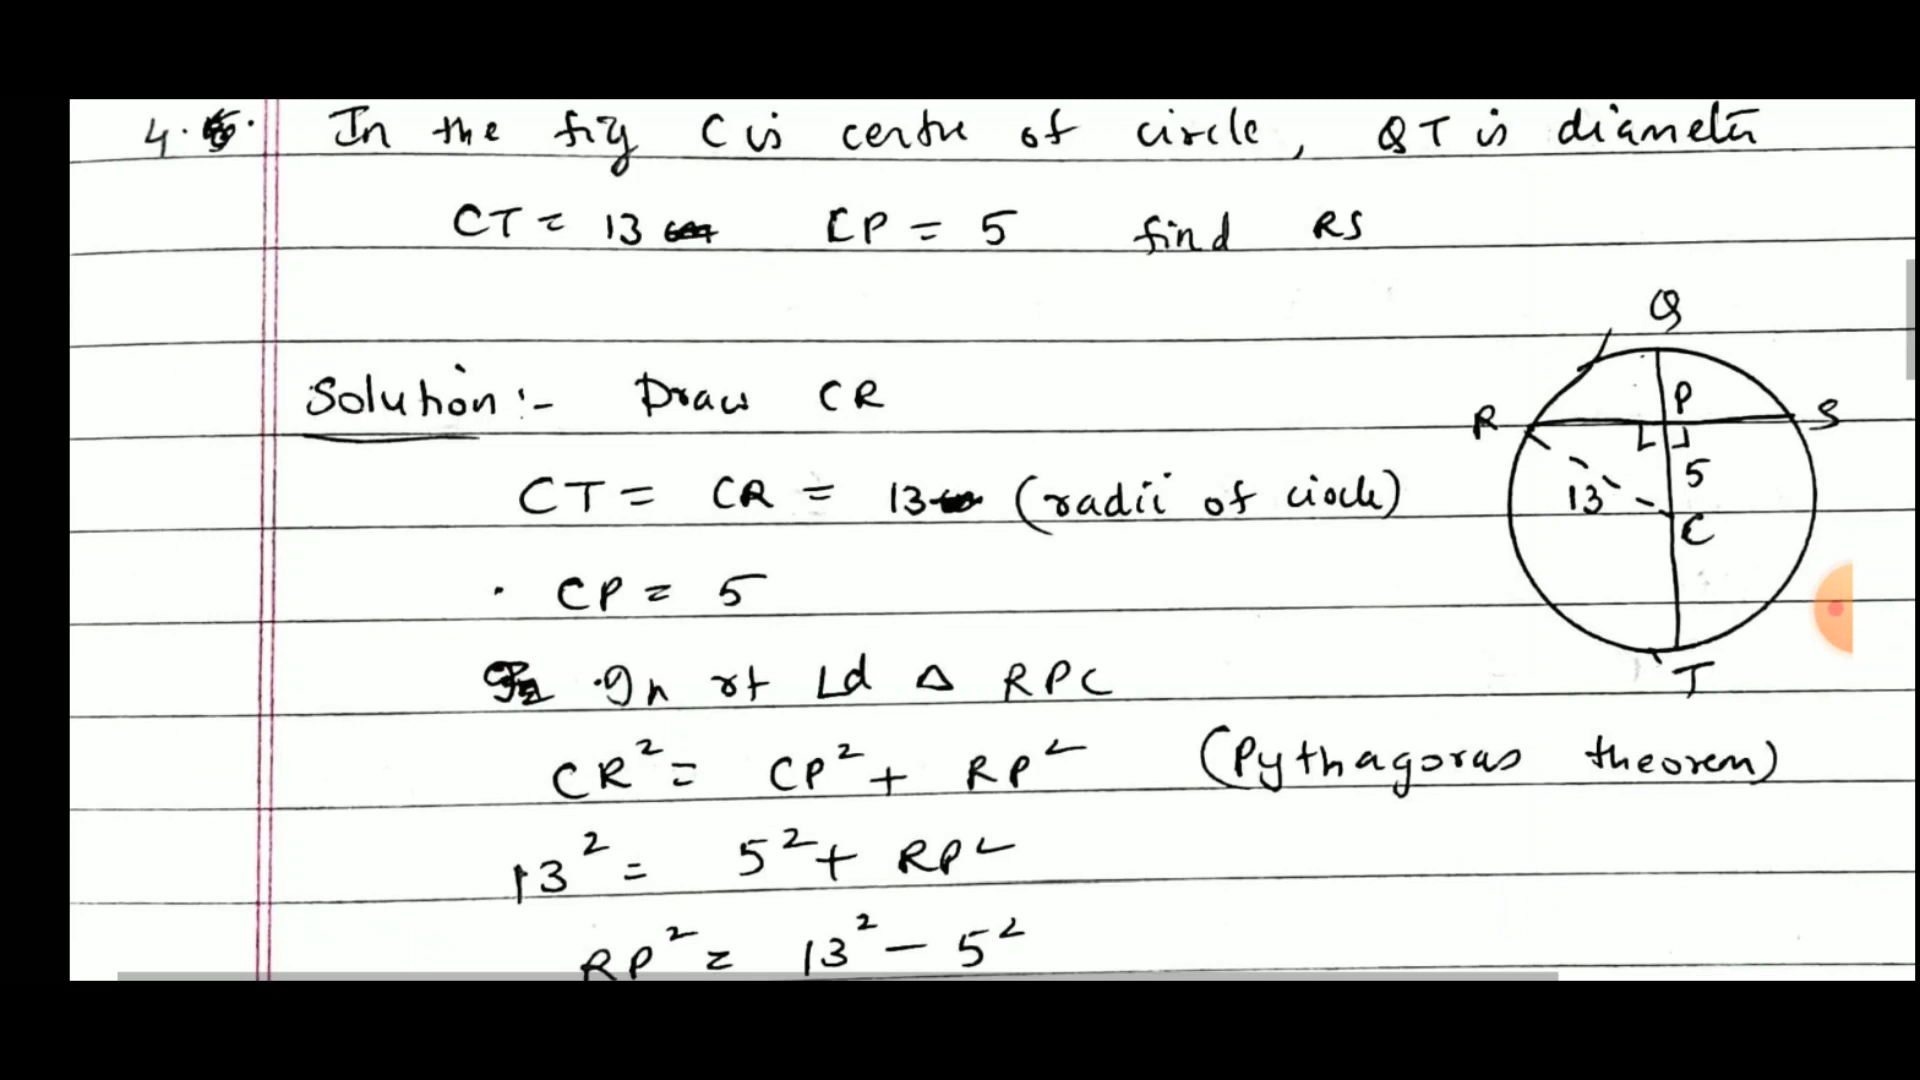 4.
In the fig C is centre of circle, QT is diameter
CT = 13 CP = 5 find RS
Solution :- Draw CR
CT = CR = 13 (radii of circle)
CP = 5
In rt ∟d Δ RPC
CR² = CP² + RP² (Pythagoras theorem)
13² = 5² + RP²
RP² = 13² - 5²
Q
P
R
S
5
13
C
T